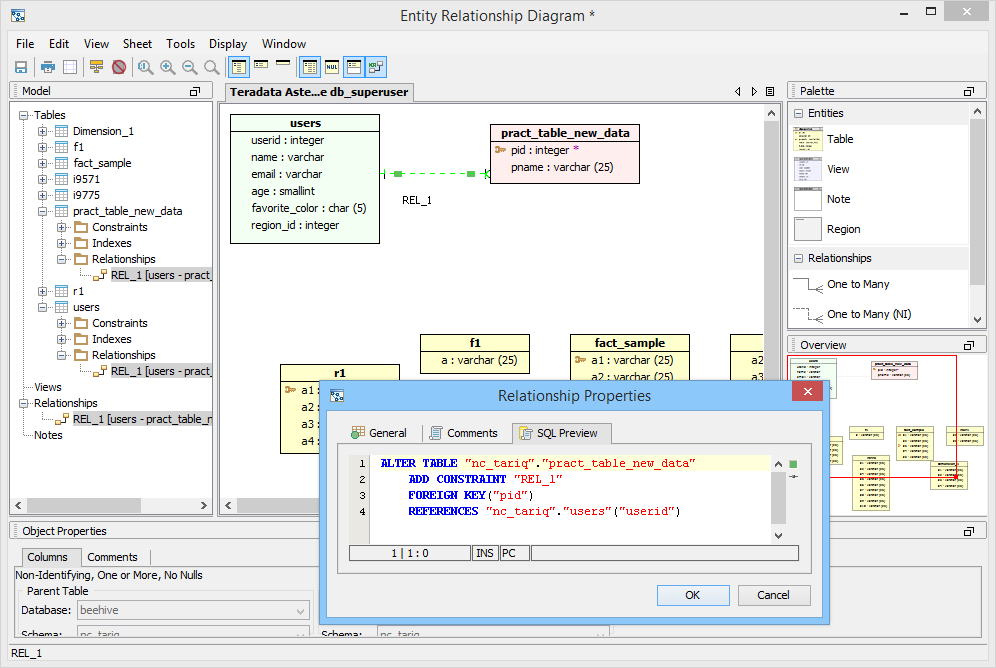 Entity Relationship Diagram *
File Edit View Sheet Tools Display Window
Model
Tables
Dimension_1
f1
fact_sample
i9571
i9775
pract_table_new_data
Constraints
Indexes
Relationships
REL_1 [users - pract_
r1
users
Constraints
Indexes
Relationships
REL_1 [users - pract_
Views
Relationships
REL_1 [users - pract_table_r
Notes
Teradata Aste...e db_superuser
users
userid : integer
name : varchar
email : varchar
age : smallint
favorite_color : char (5)
region_id : integer
REL_1
pract_table_new_data
pid : integer *
pname : varchar (25)
f1
a : varchar (25)
fact_sample
a1 : varchar (25)
a2 : varchar (25)
a2
a3
r1
a1:
a2:
a3:
a4:
Palette
Entities
Table
View
Note
Region
Relationships
One to Many
One to Many (NI)
Overview
Relationship Properties
General Comments SQL Preview
1 ALTER TABLE "nc_tariq"."pract_table_new_data"
2 ADD CONSTRAINT "REL_1"
3 FOREIGN KEY("pid")
4 REFERENCES "nc_tariq"."users"("userid")
1 | 1 : 0 INS PC
OK Cancel
Object Properties
Columns Comments
Non-Identifying, One or More, No Nulls
Parent Table
Database: beehive
Schema: nc_tariq
Schema: nc_tariq
REL_1